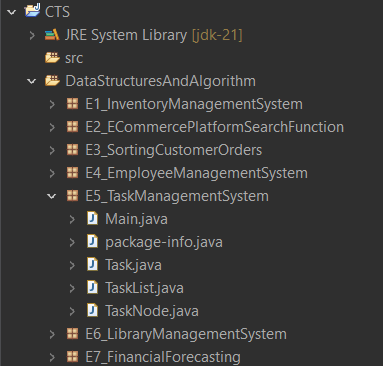 CTS
JRE System Library [jdk-21]
src
DataStructuresAndAlgorithm
E1_InventoryManagementSystem
E2_ECommercePlatformSearchFunction
E3_SortingCustomerOrders
E4_EmployeeManagementSystem
E5_TaskManagementSystem
Main.java
package-info.java
Task.java
TaskList.java
TaskNode.java
E6_LibraryManagementSystem
E7_FinancialForecasting